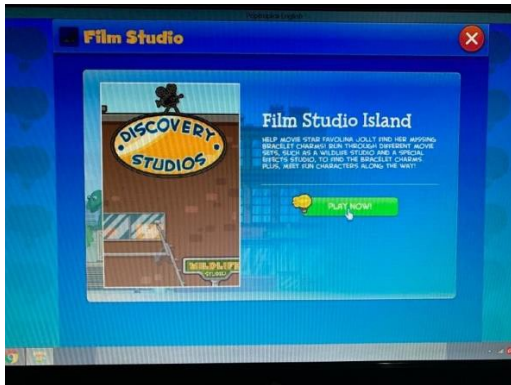 Film Studio
DISCOVERY
STUDIOS
WILDLIFE
STUDIO
Film Studio Island
HELP MOVIE STAR FAVOLINA JOLLY FIND HER MISSING
BRACELET CHARMS! RUN THROUGH DIFFERENT MOVIE
SETS, SUCH AS A WILDLIFE STUDIO AND A SPECIAL
EFFECTS STUDIO, TO FIND THE BRACELET CHARMS.
PLUS, MEET FUN CHARACTERS ALONG THE WAY!
PLAY NOW!